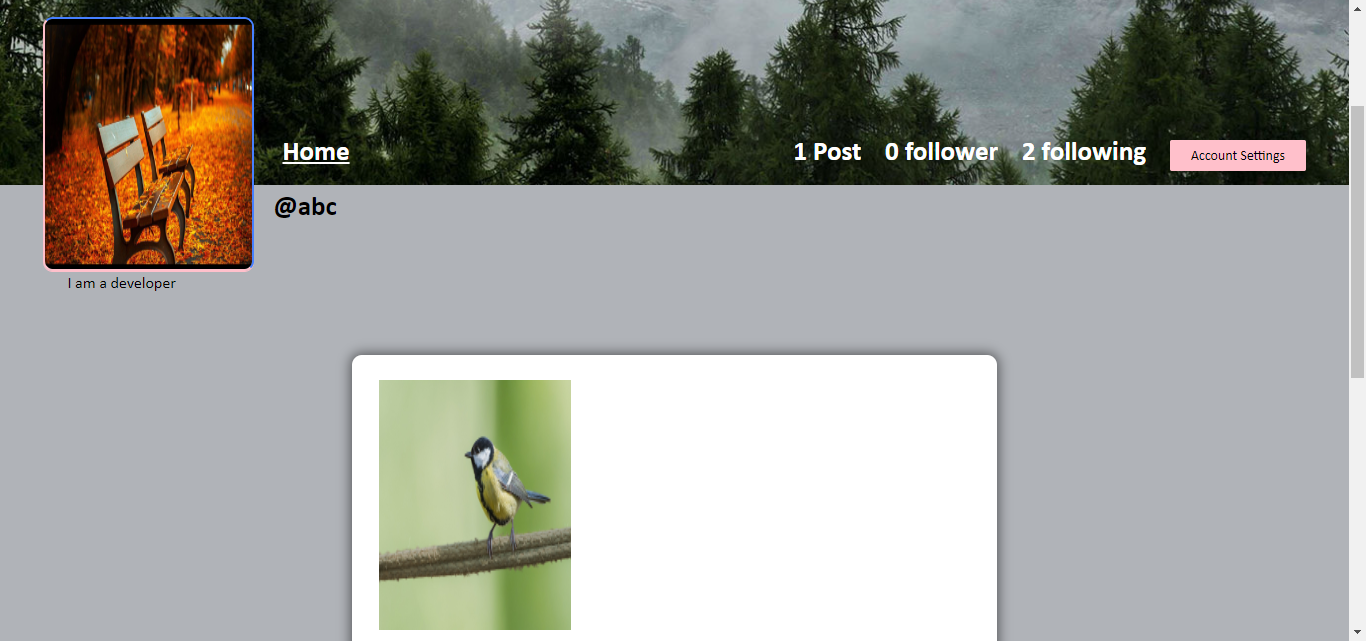 Home
1 Post 0 follower 2 following Account Settings
@abc
I am a developer